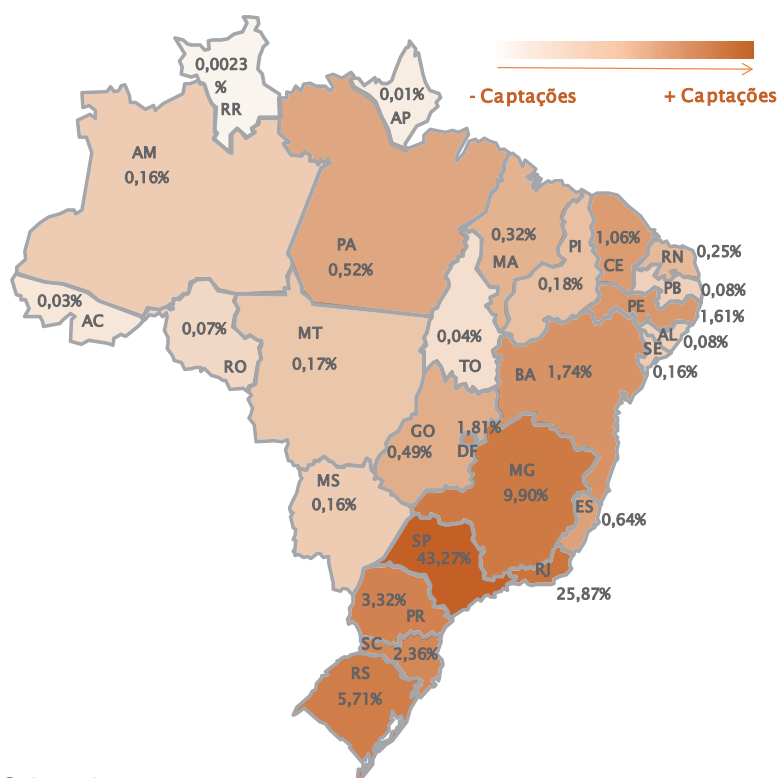 0,0023
%
RR
0,01%
AP
- Captações
+ Captações
AM
0,16%
PA
0,52%
0,32%
MA
PI
0,18%
1,06%
CE
RN
0,25%
PB
0,08%
PE
1,61%
AL
0,08%
SE
0,16%
0,03%
AC
0,07%
RO
MT
0,17%
0,04%
TO
BA 1,74%
GO
0,49%
1,81%
DF
MG
9,90%
ES
0,64%
MS
0,16%
SP
43,27%
RJ
25,87%
3,32%
PR
SC
2,36%
RS
5,71%